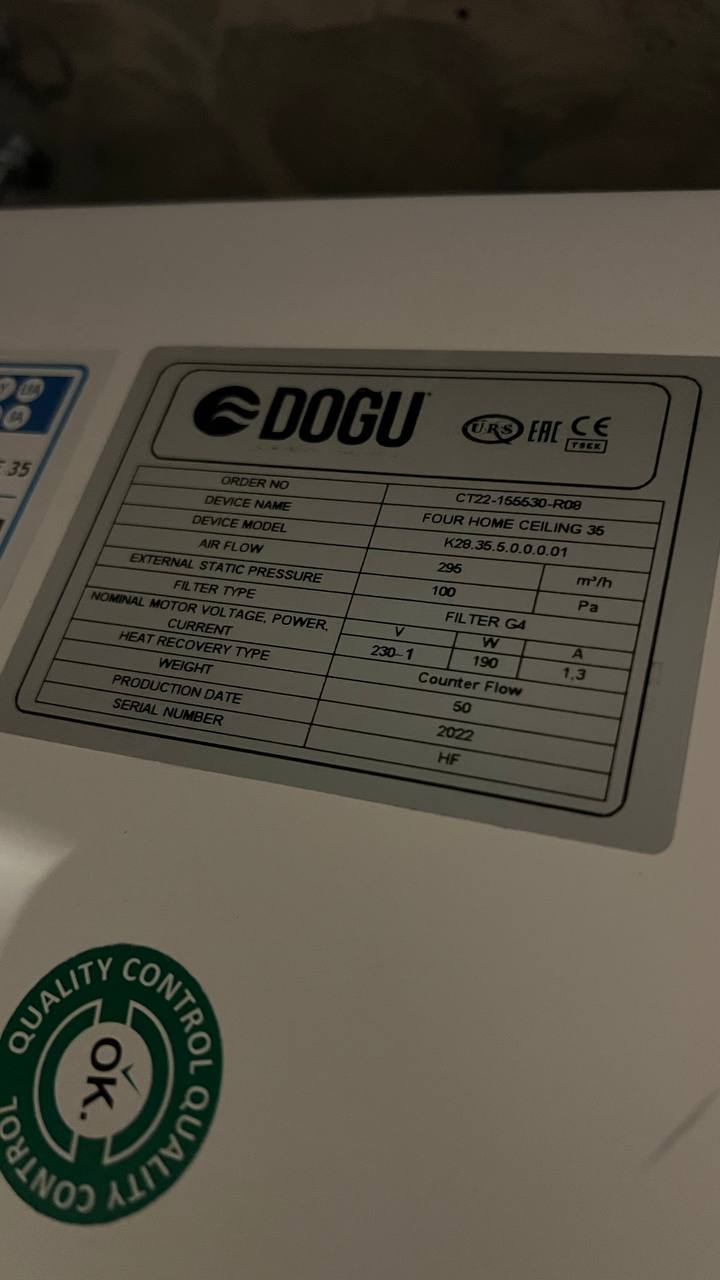 DOĞU
URS EAC CE
TSEK
ORDER NO CT22-155530-R08
DEVICE NAME FOUR HOME CEILING 35
DEVICE MODEL K28.35.5.0.0.0.01
AIR FLOW 295 m³/h
EXTERNAL STATIC PRESSURE 100 Pa
FILTER TYPE FILTER G4
NOMINAL MOTOR VOLTAGE, POWER, CURRENT V W A
230~1 190 1,3
HEAT RECOVERY TYPE Counter Flow
WEIGHT 50
PRODUCTION DATE 2022
SERIAL NUMBER HF
35
QUALITY CONTROL QUALITY CONTROL
OK.